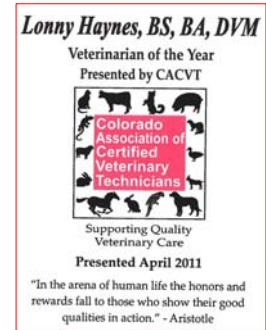 Lonny Haynes, BS, BA, DVM
Veterinarian of the Year
Presented by CACVT
Colorado
Association of
Certified
Veterinary
Technicians
Supporting Quality
Veterinary Care
Presented April 2011
“In the arena of human life the honors and
rewards fall to those who show their good
qualities in action.” - Aristotle